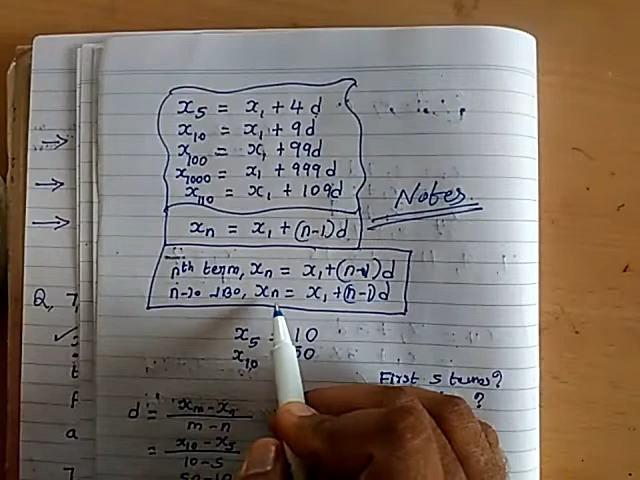 x₅ = x₁ + 4d
x₁₀ = x₁ + 9d
x₁₀₀ = x₁ + 99d
x₁₀₀₀ = x₁ + 999d
x₁₁₀ = x₁ + 109d
Notes
xₙ = x₁ + (n-1)d
nth term, xₙ = x₁ + (n-1)d
xₙ = x₁ + (n-1)d
Q, 7,
x₅ = 10
x₁₀ 50
First 5 terms?
?
d = xₘ - xₙ / m - n
= x₁₀ - x₅ / 10 - 5